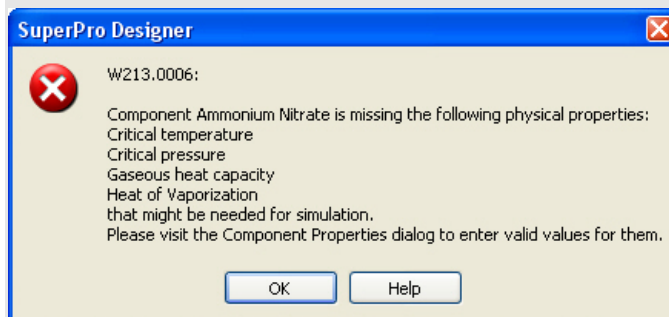 SuperPro Designer
W213.0006:
Component Ammonium Nitrate is missing the following physical properties:
Critical temperature
Critical pressure
Gaseous heat capacity
Heat of Vaporization
that might be needed for simulation.
Please visit the Component Properties dialog to enter valid values for them.
OK Help